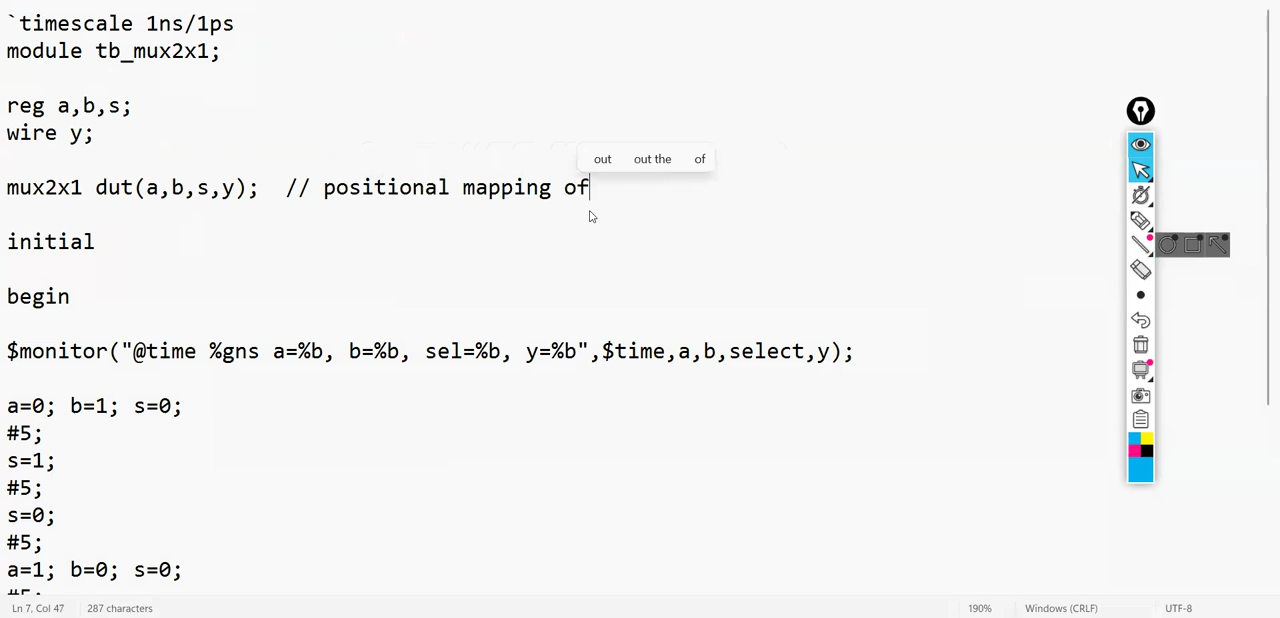 `timescale 1ns/1ps
module tb_mux2x1;
reg a,b,s;
wire y;
out out the of
mux2x1 dut(a,b,s,y);  // positional mapping of
initial
begin
$monitor("@time %gns a=%b, b=%b, sel=%b, y=%b",$time,a,b,select,y);
a=0; b=1; s=0;
#5;
s=1;
#5;
s=0;
#5;
a=1; b=0; s=0;
#5;
Ln 7, Col 47 287 characters 190% Windows (CRLF) UTF-8